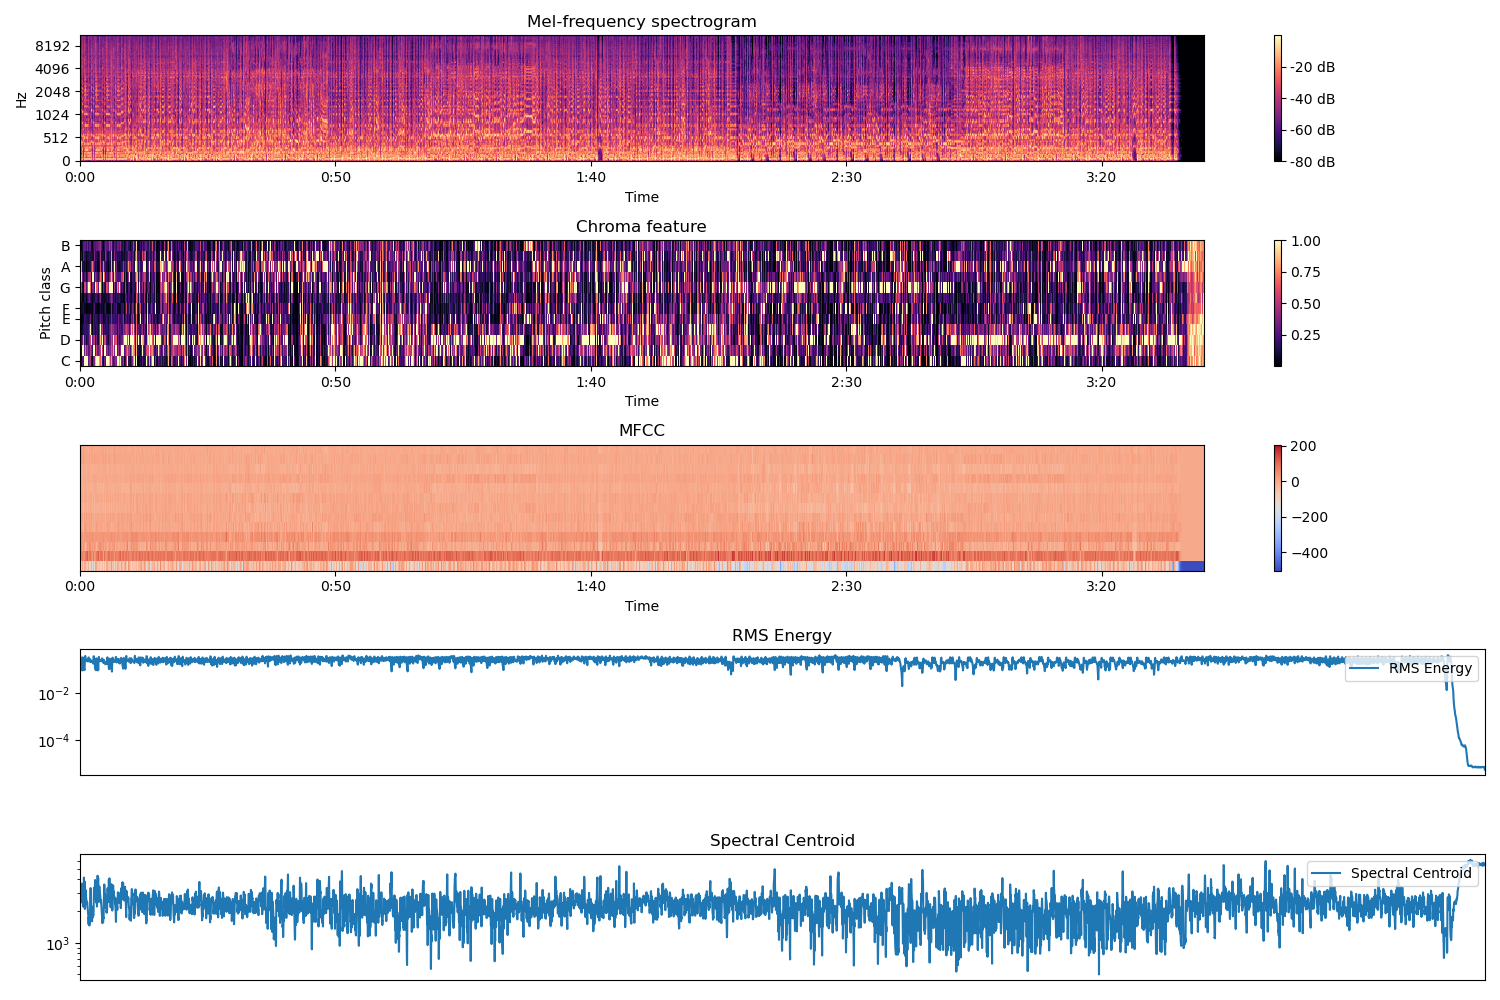 Mel-frequency spectrogram
Hz
8192
4096
2048
1024
512
0
0:00
0:50
1:40
2:30
3:20
Time
-20 dB
-40 dB
-60 dB
-80 dB
Chroma feature
Pitch class
B
A
G
F
E
D
C
0:00
0:50
1:40
2:30
3:20
Time
1.00
0.75
0.50
0.25
MFCC
0:00
0:50
1:40
2:30
3:20
Time
200
0
−200
−400
RMS Energy
10⁻²
10⁻⁴
RMS Energy
Spectral Centroid
10³
Spectral Centroid